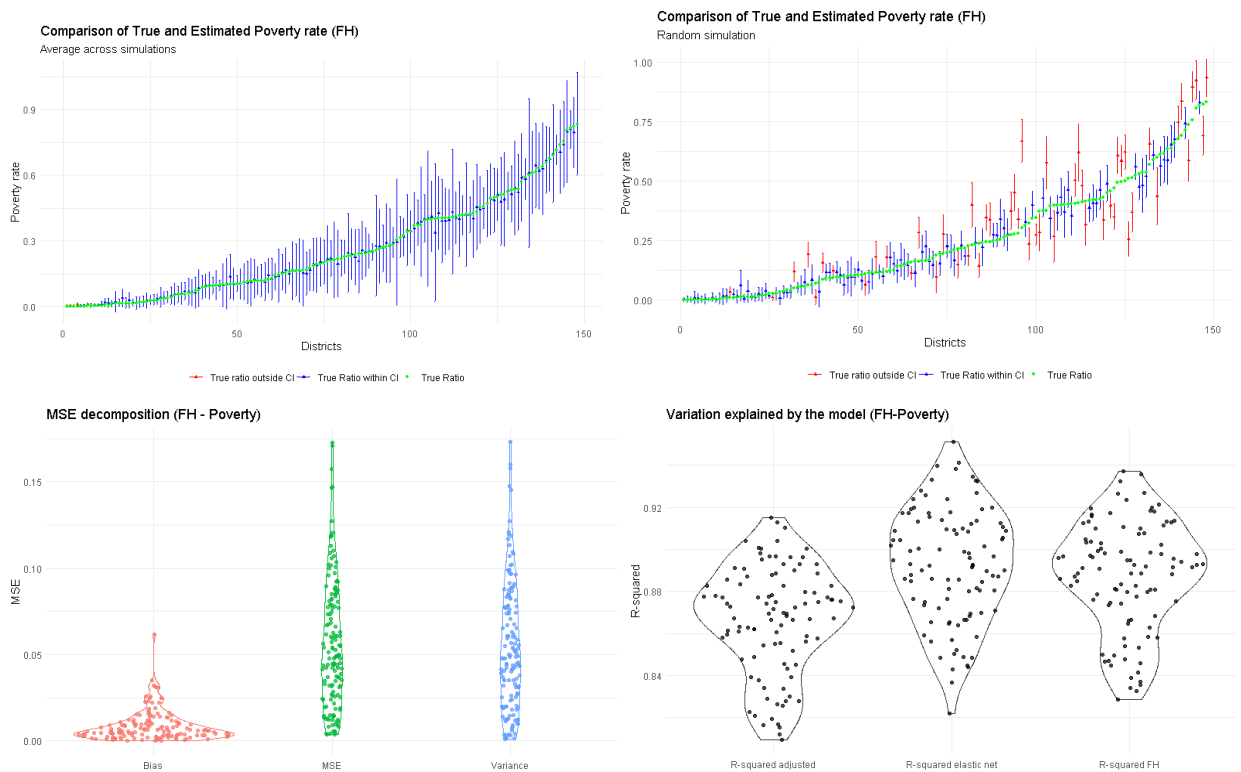 Comparison of True and Estimated Poverty rate (FH)
Average across simulations
Poverty rate
0.9
0.6
0.3
0.0
0
50
100
150
Districts
True ratio outside CI
True Ratio within CI
True Ratio
Comparison of True and Estimated Poverty rate (FH)
Random simulation
Poverty rate
1.00
0.75
0.50
0.25
0.00
0
50
100
150
Districts
True ratio outside CI
True Ratio within CI
True Ratio
MSE decomposition (FH - Poverty)
MSE
0.15
0.10
0.05
0.00
Bias
MSE
Variance
Variation explained by the model (FH-Poverty)
R-squared
0.92
0.88
0.84
R-squared adjusted
R-squared elastic net
R-squared FH